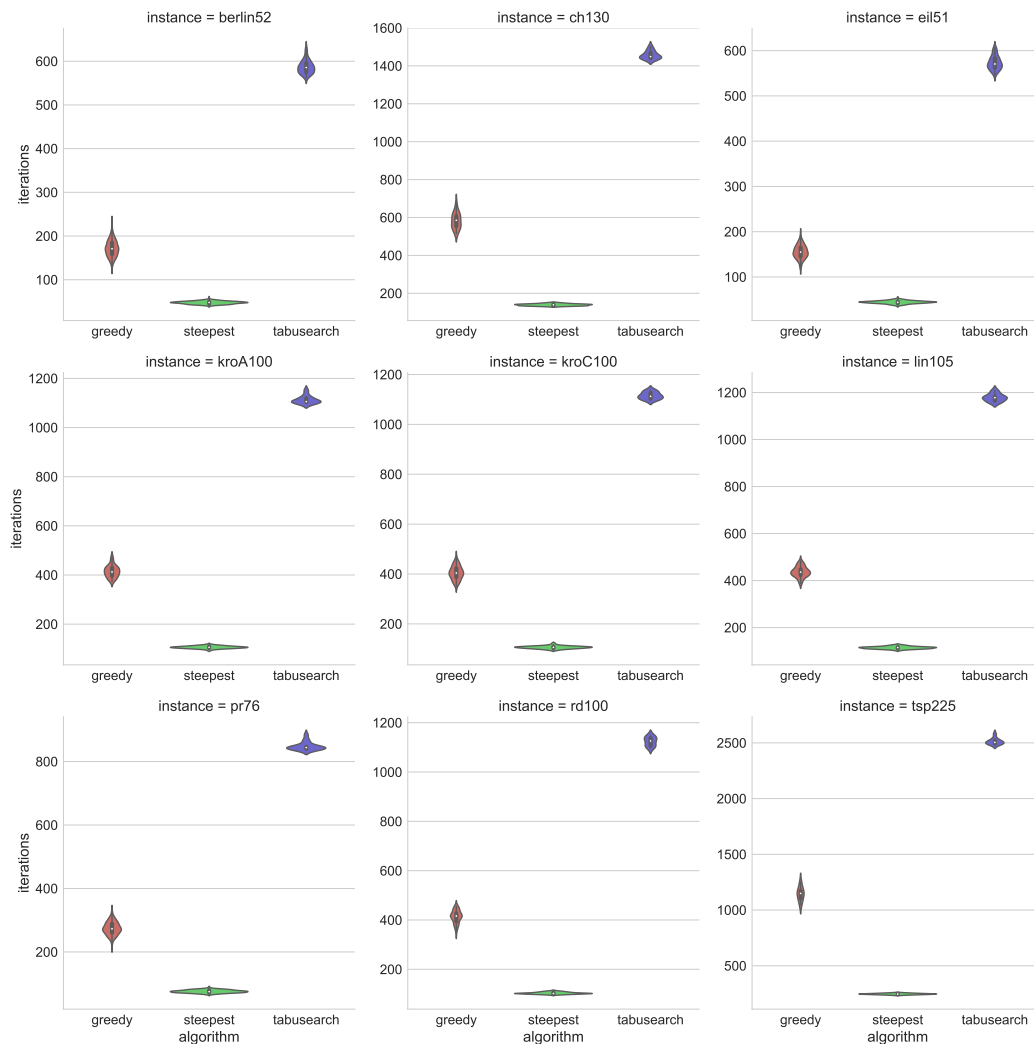 instance = berlin52
600
500
400
300
200
100
iterations
greedy steepest tabusearch
instance = ch130
1600
1400
1200
1000
800
600
400
200
greedy steepest tabusearch
instance = eil51
600
500
400
300
200
100
greedy steepest tabusearch
instance = kroA100
1200
1000
800
600
400
200
iterations
greedy steepest tabusearch
instance = kroC100
1200
1000
800
600
400
200
greedy steepest tabusearch
instance = lin105
1200
1000
800
600
400
200
greedy steepest tabusearch
instance = pr76
800
600
400
200
iterations
greedy steepest tabusearch
algorithm
instance = rd100
1200
1000
800
600
400
200
greedy steepest tabusearch
algorithm
instance = tsp225
2500
2000
1500
1000
500
greedy steepest tabusearch
algorithm